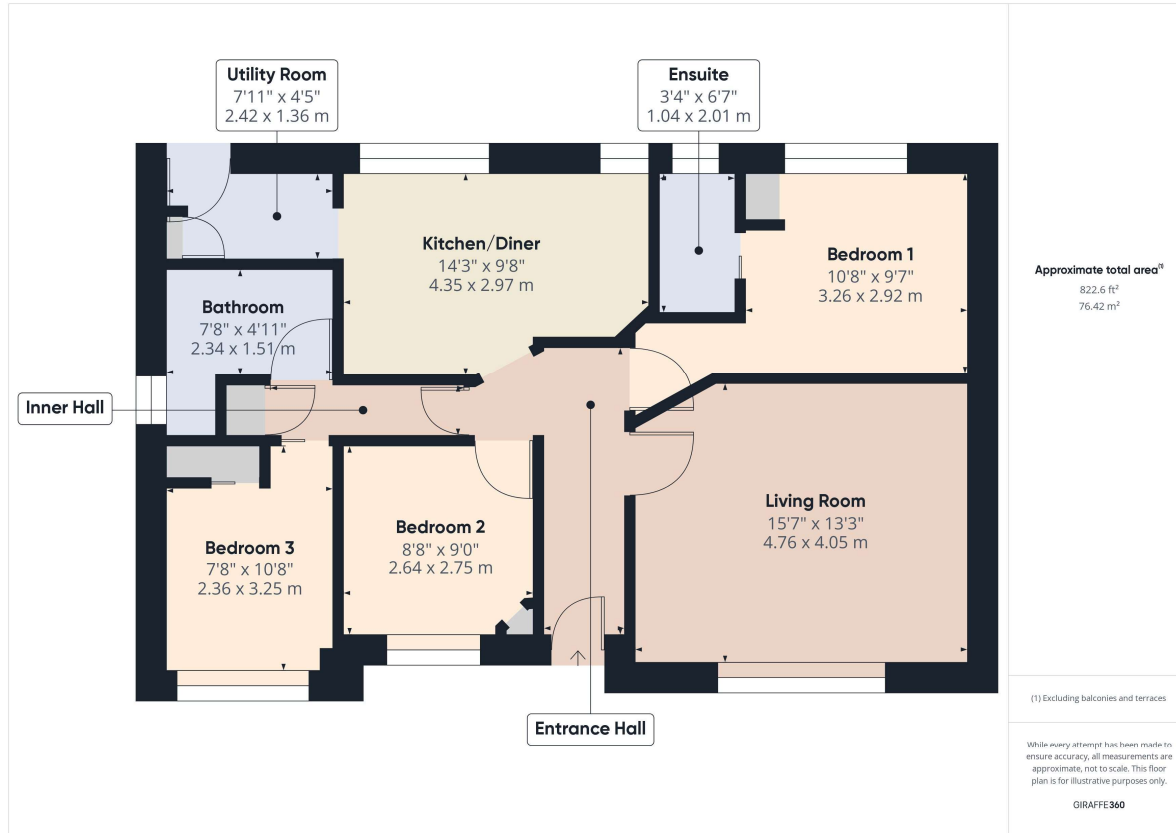 Utility Room
7'11" x 4'5"
2.42 x 1.36 m
Ensuite
3'4" x 6'7"
1.04 x 2.01 m
Kitchen/Diner
14'3" x 9'8"
4.35 x 2.97 m
Bedroom 1
10'8" x 9'7"
3.26 x 2.92 m
Bathroom
7'8" x 4'11"
2.34 x 1.51 m
Inner Hall
Living Room
15'7" x 13'3"
4.76 x 4.05 m
Bedroom 2
8'8" x 9'0"
2.64 x 2.75 m
Bedroom 3
7'8" x 10'8"
2.36 x 3.25 m
Entrance Hall
Approximate total area(1)
822.6 ft²
76.42 m²
(1) Excluding balconies and terraces
While every attempt has been made to
ensure accuracy, all measurements are
approximate, not to scale. This floor
plan is for illustrative purposes only.
GIRAFFE360